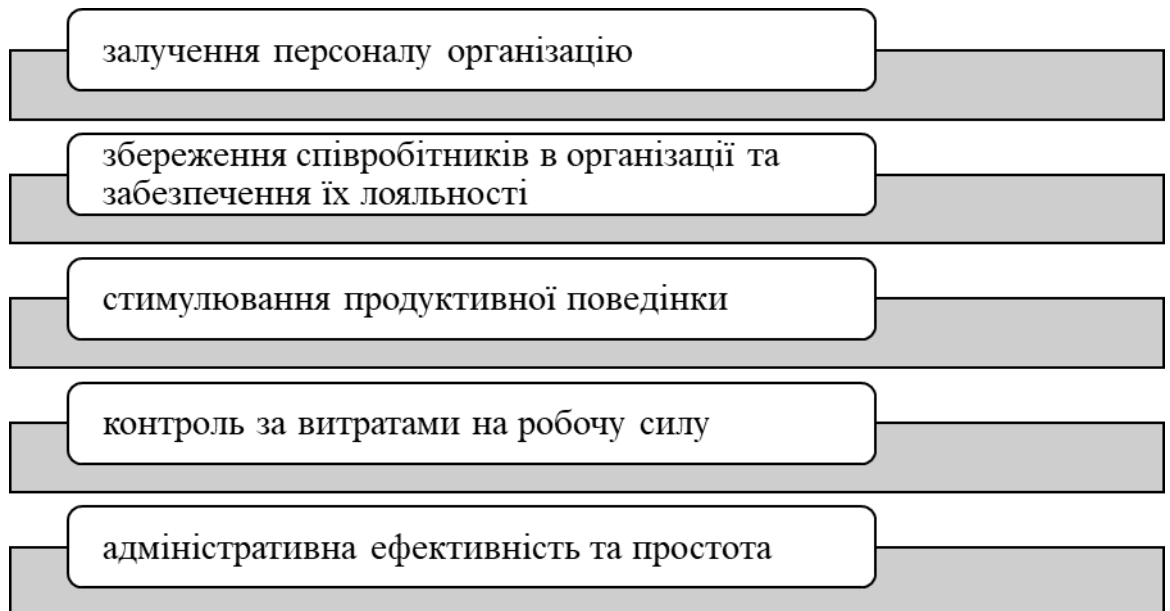 залучення персоналу організацію
збереження співробітників в організації та
забезпечення їх лояльності
стимулювання продуктивної поведінки
контроль за витратами на робочу силу
адміністративна ефективність та простота